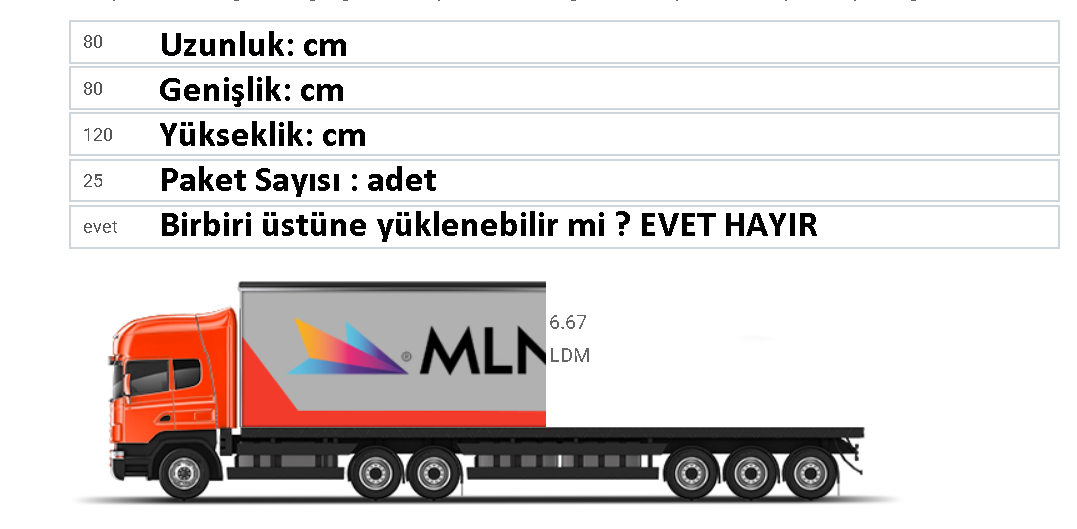 80 Uzunluk: cm
80 Genişlik: cm
120 Yükseklik: cm
25 Paket Sayısı : adet
evet Birbiri üstüne yüklenebilir mi ? EVET HAYIR
6.67
® MLN
LDM